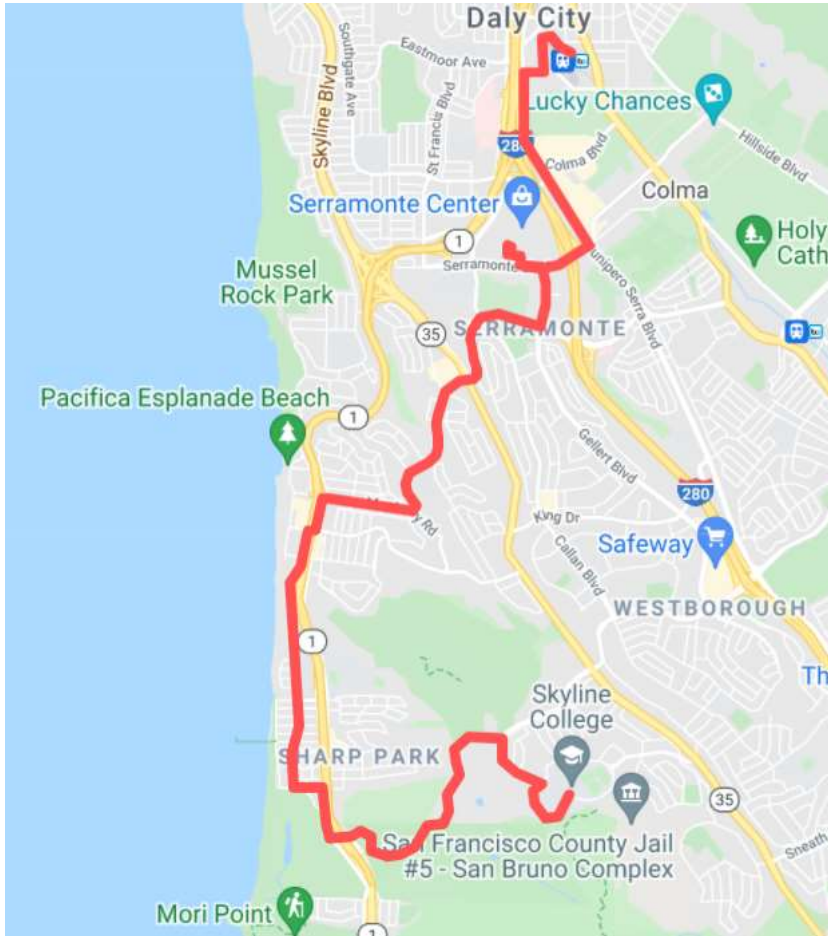 Daly City
Eastmoor Ave
Southgate Ave
Skyline Blvd
St Francis Blvd
Lucky Chances
Hillside Blvd
280
Colma Blvd
Colma
Serramonte Center
1
Holy
Cath
Serramonte
Junipero Serra Blvd
Mussel
Rock Park
35
SERRAMONTE
Pacifica Esplanade Beach
1
Gellert Blvd
280
King Dr
Callan Blvd
Safeway
WESTBOROUGH
1
Th
Skyline
College
SHARP PARK
35
Sneath
San Francisco County Jail
#5 - San Bruno Complex
Mori Point
1